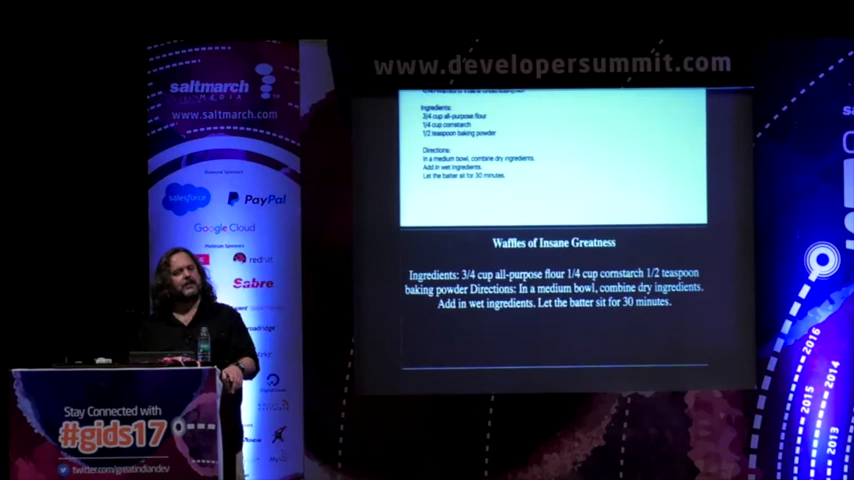 www.developersummit.com
saltmarch
MEDIA
www.saltmarch.com
Diamond Sponsors
salesforce
PayPal
Google Cloud
Platinum Sponsors
redhat
Sabre
Ingredients:
3/4 cup all-purpose flour
1/4 cup cornstarch
1/2 teaspoon baking powder
Directions:
In a medium bowl, combine dry ingredients.
Add in wet ingredients.
Let the batter sit for 30 minutes.
Waffles of Insane Greatness
Ingredients: 3/4 cup all-purpose flour 1/4 cup cornstarch 1/2 teaspoon
baking powder Directions: In a medium bowl, combine dry ingredients.
Add in wet ingredients. Let the batter sit for 30 minutes.
Stay Connected with
#gids17
twitter.com/greatindiandev
2016
2015
2014
2013